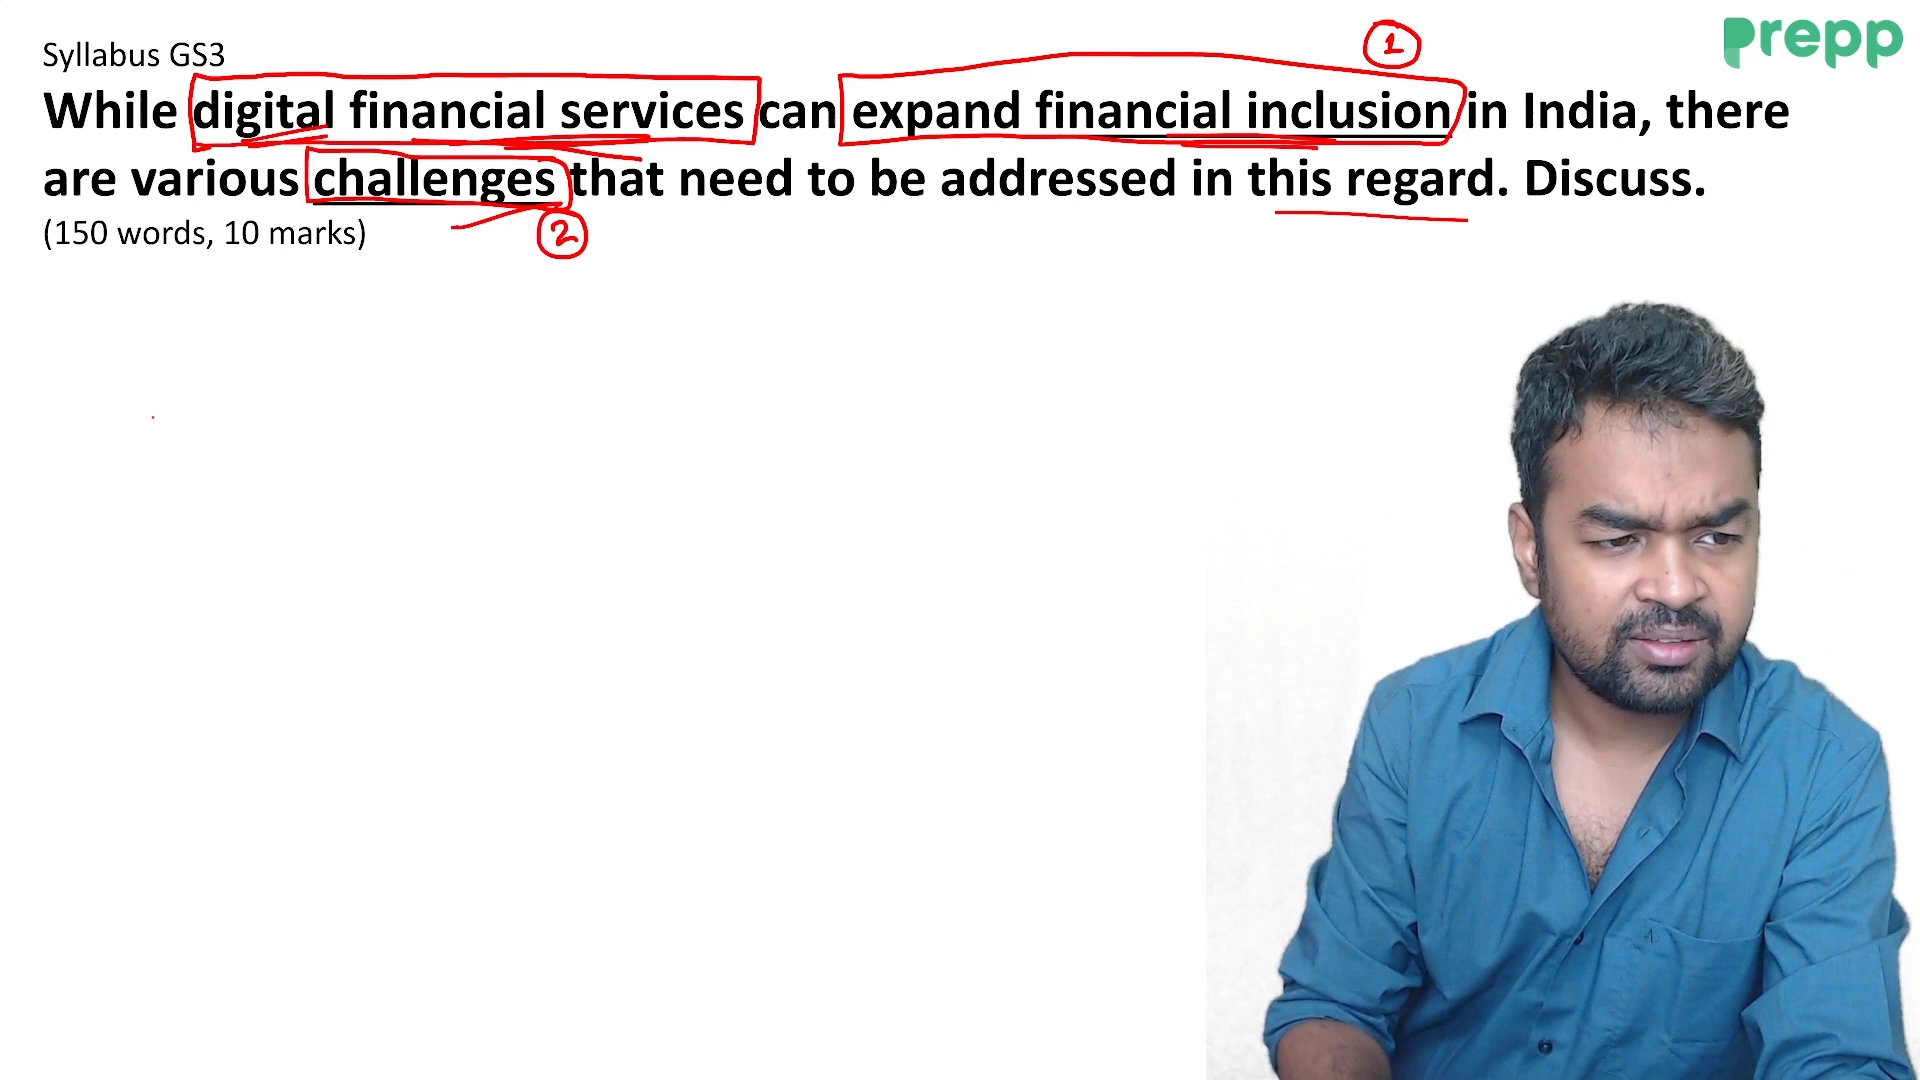 prepp
Syllabus GS3
1
While digital financial services can expand financial inclusion in India, there
are various challenges that need to be addressed in this regard. Discuss.
2
(150 words, 10 marks)